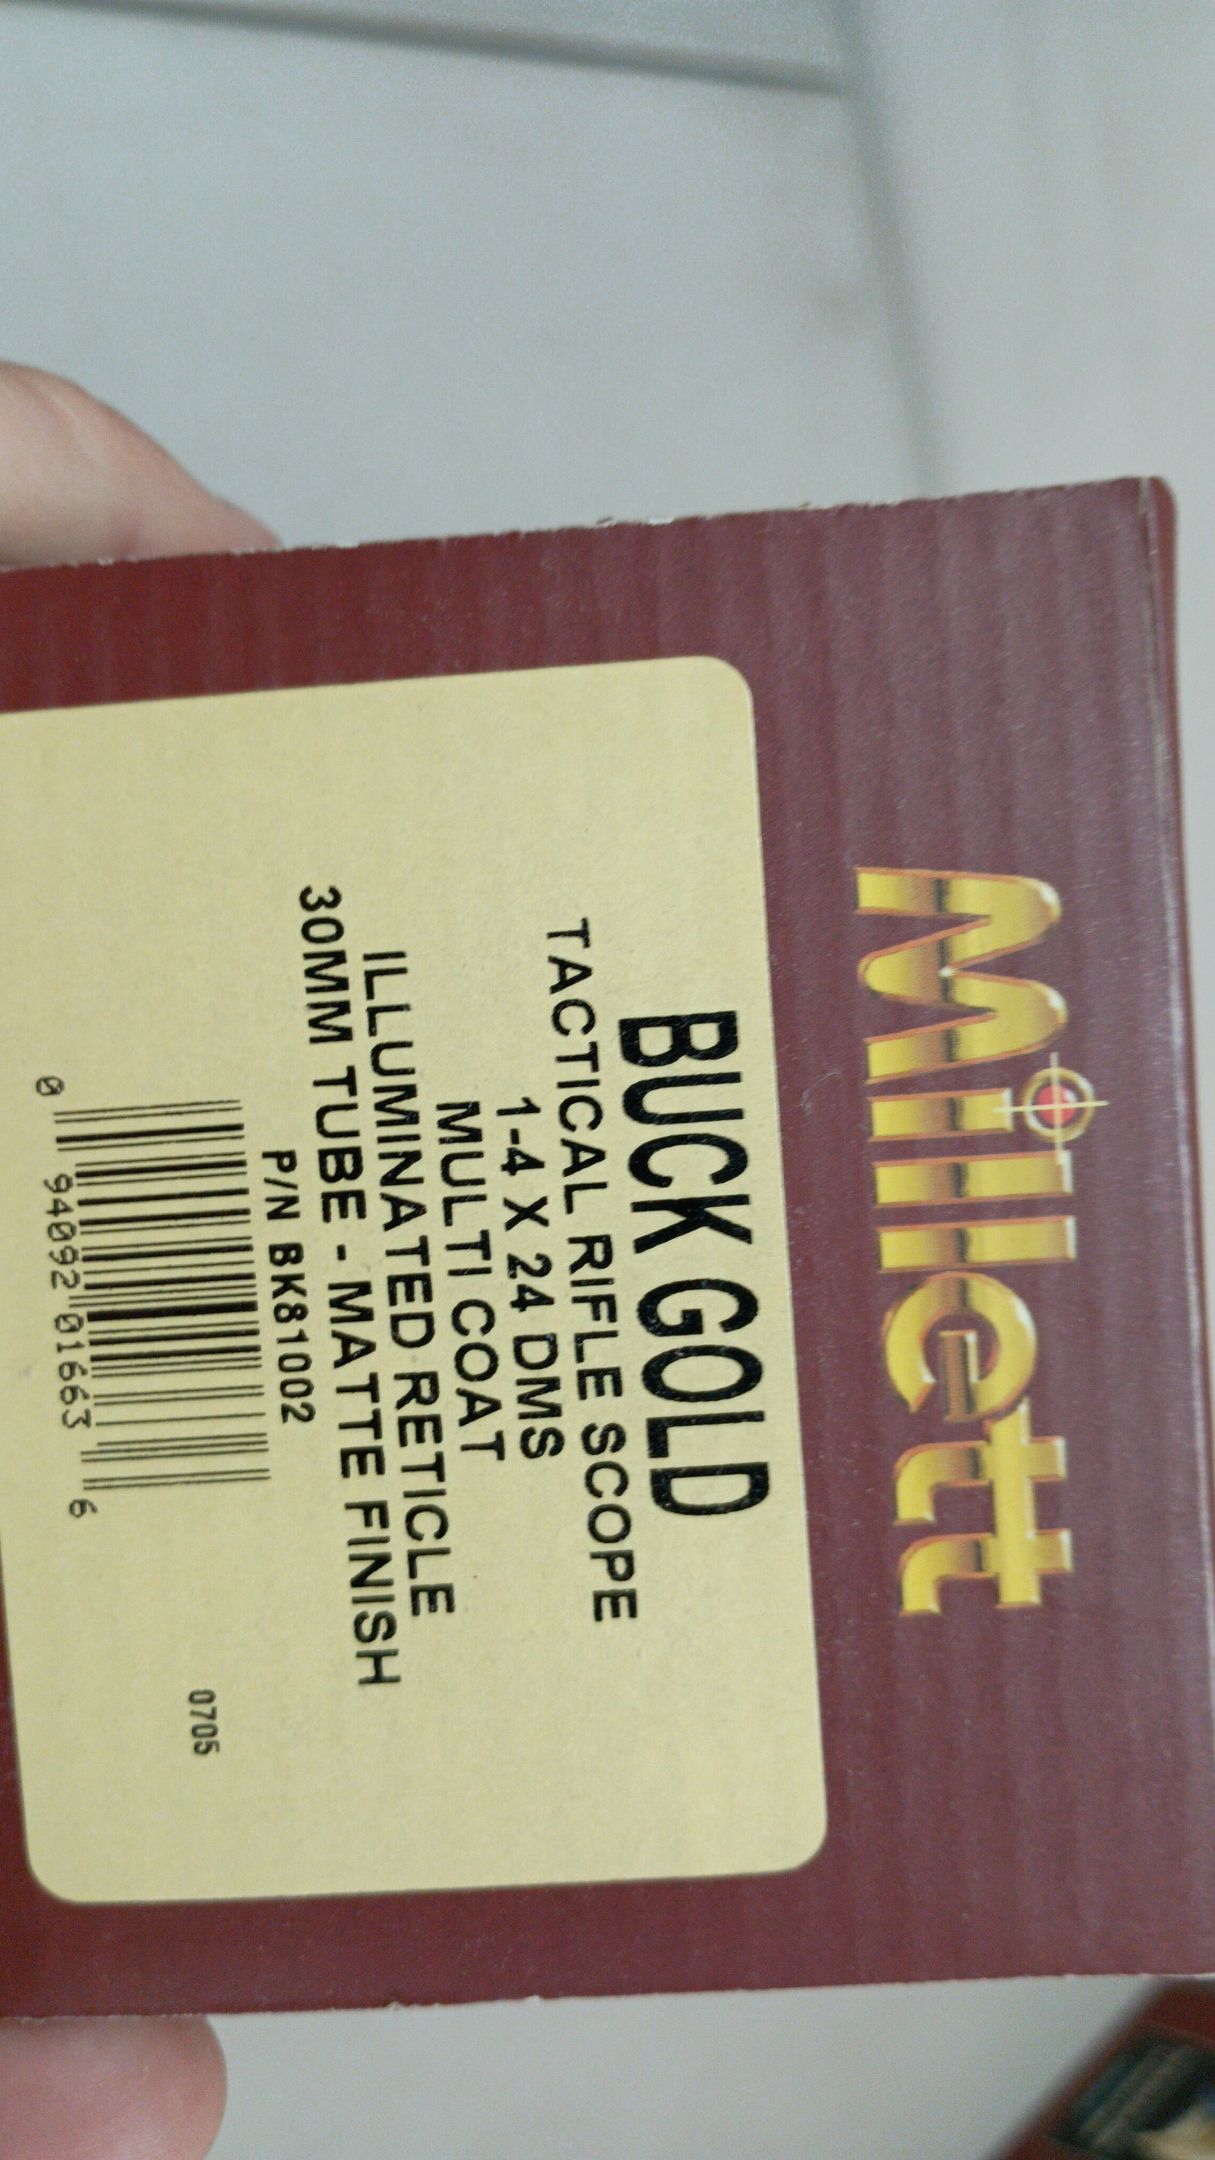 Millett
BUCK GOLD
TACTICAL RIFLE SCOPE
1-4 X 24 DMS
MULTI COAT
ILLUMINATED RETICLE
30MM TUBE - MATTE FINISH
P/N BK81002
0 94092 01663 6
0705